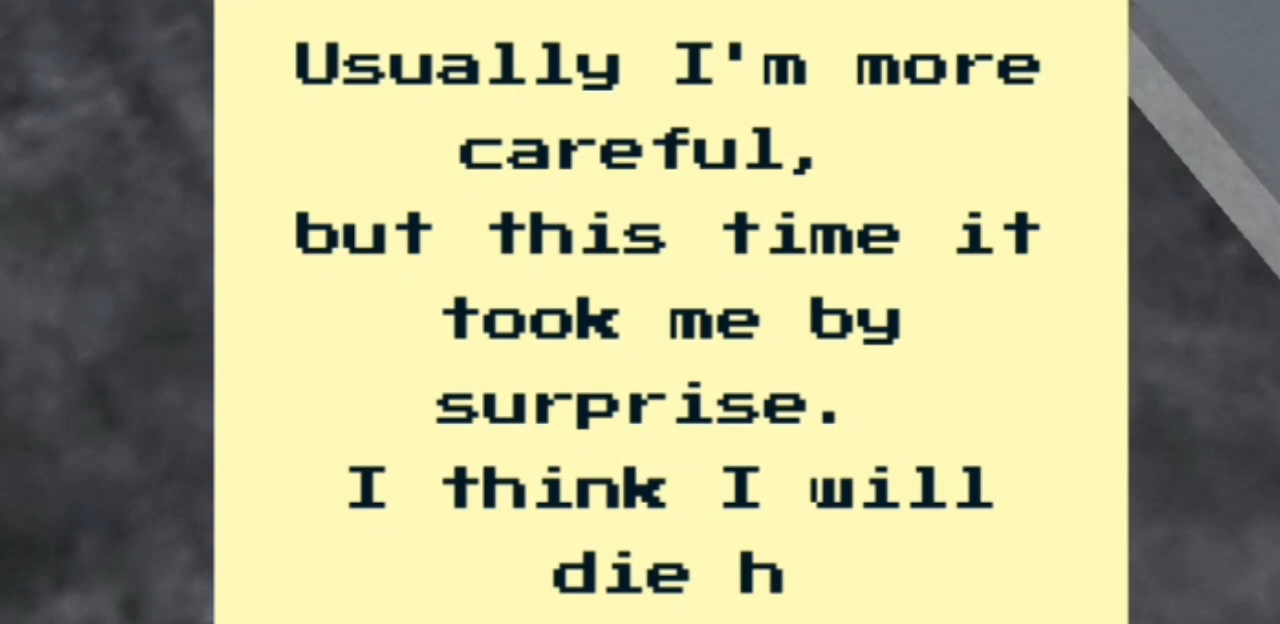 Usually I'm more
careful,
but this time it
took me by
surprise.
I think I will
die h